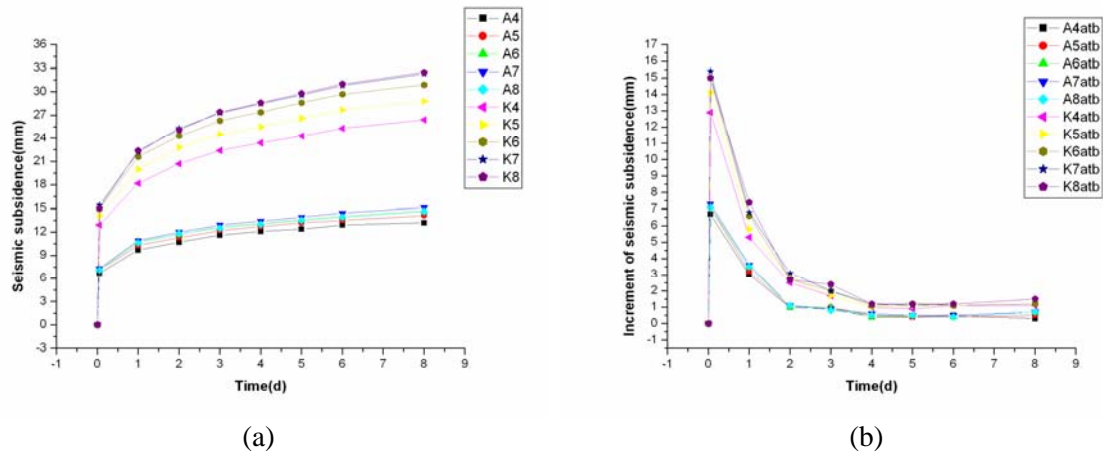 Seismic subsidence(mm)
36
33
30
27
24
21
18
15
12
9
6
3
0
-3
-1 0 1 2 3 4 5 6 7 8 9
Time(d)
A4
A5
A6
A7
A8
K4
K5
K6
K7
K8
(a)
Increment of seismic subsidence(mm)
17
16
15
14
13
12
11
10
9
8
7
6
5
4
3
2
1
0
-1
-1 0 1 2 3 4 5 6 7 8 9
Time(d)
A4atb
A5atb
A6atb
A7atb
A8atb
K4atb
K5atb
K6atb
K7atb
K8atb
(b)